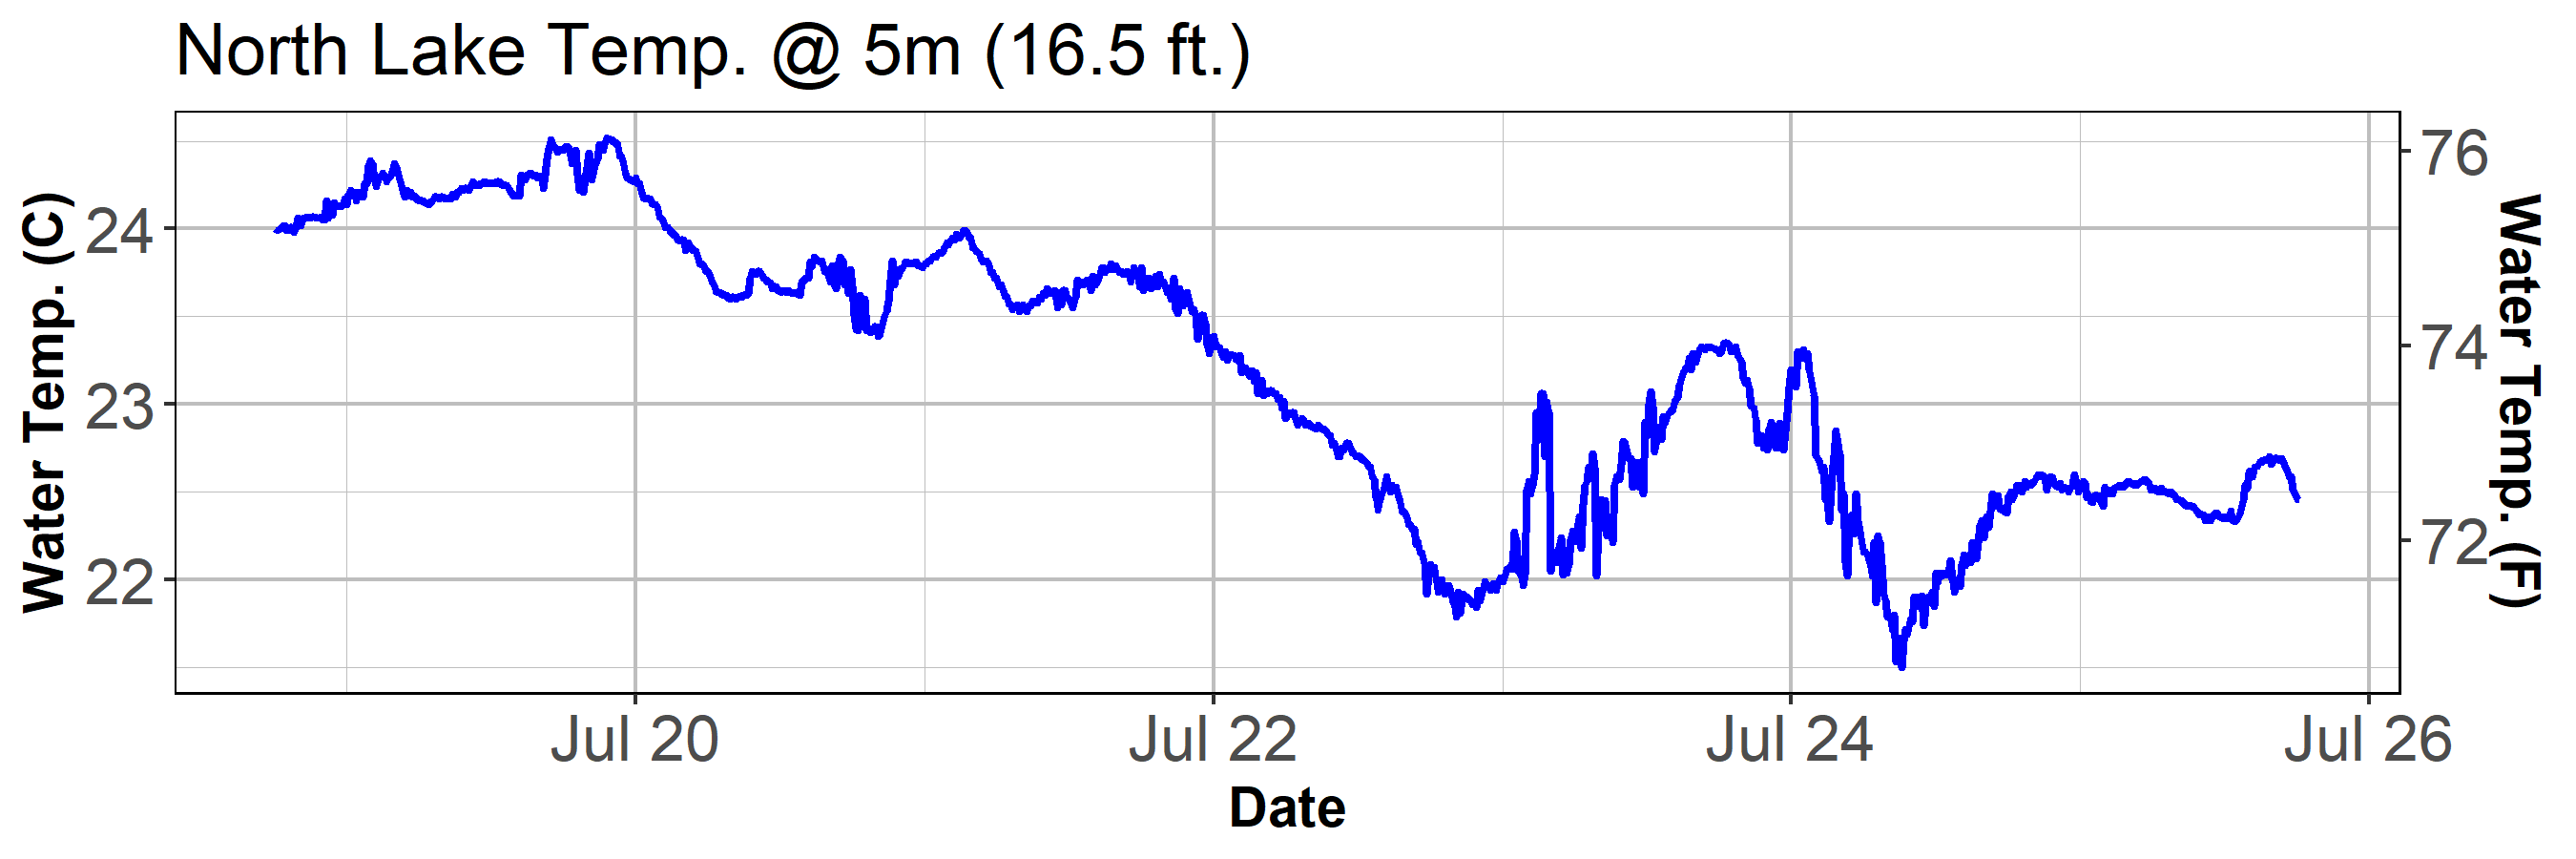 North Lake Temp. @ 5m (16.5 ft.)
Water Temp. (C)
24
23
22
76
74
72
Water Temp. (F)
Jul 20
Jul 22
Jul 24
Jul 26
Date